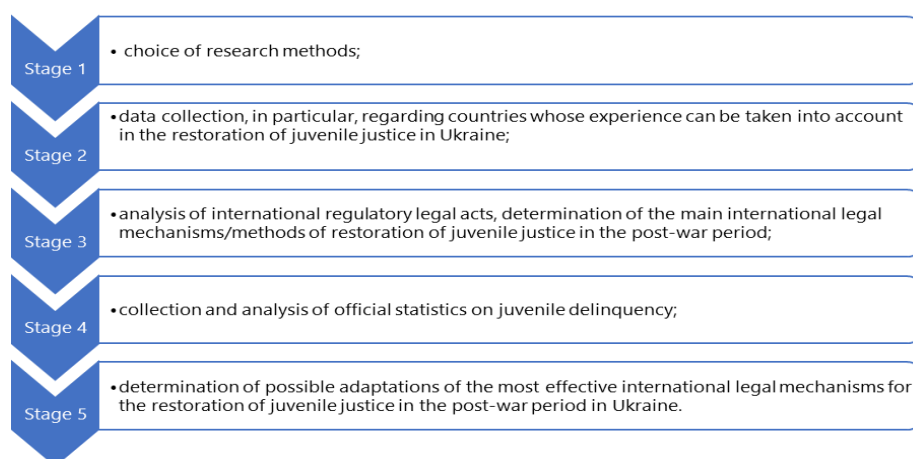 Stage 1
• choice of research methods;
Stage 2
•data collection, in particular, regarding countries whose experience can be taken into account
in the restoration of juvenile justice in Ukraine;
Stage 3
•analysis of international regulatory legal acts, determination of the main international legal
mechanisms/methods of restoration of juvenile justice in the post-war period;
Stage 4
•collection and analysis of official statistics on juvenile delinquency;
Stage 5
•determination of possible adaptations of the most effective international legal mechanisms for
the restoration of juvenile justice in the post-war period in Ukraine.